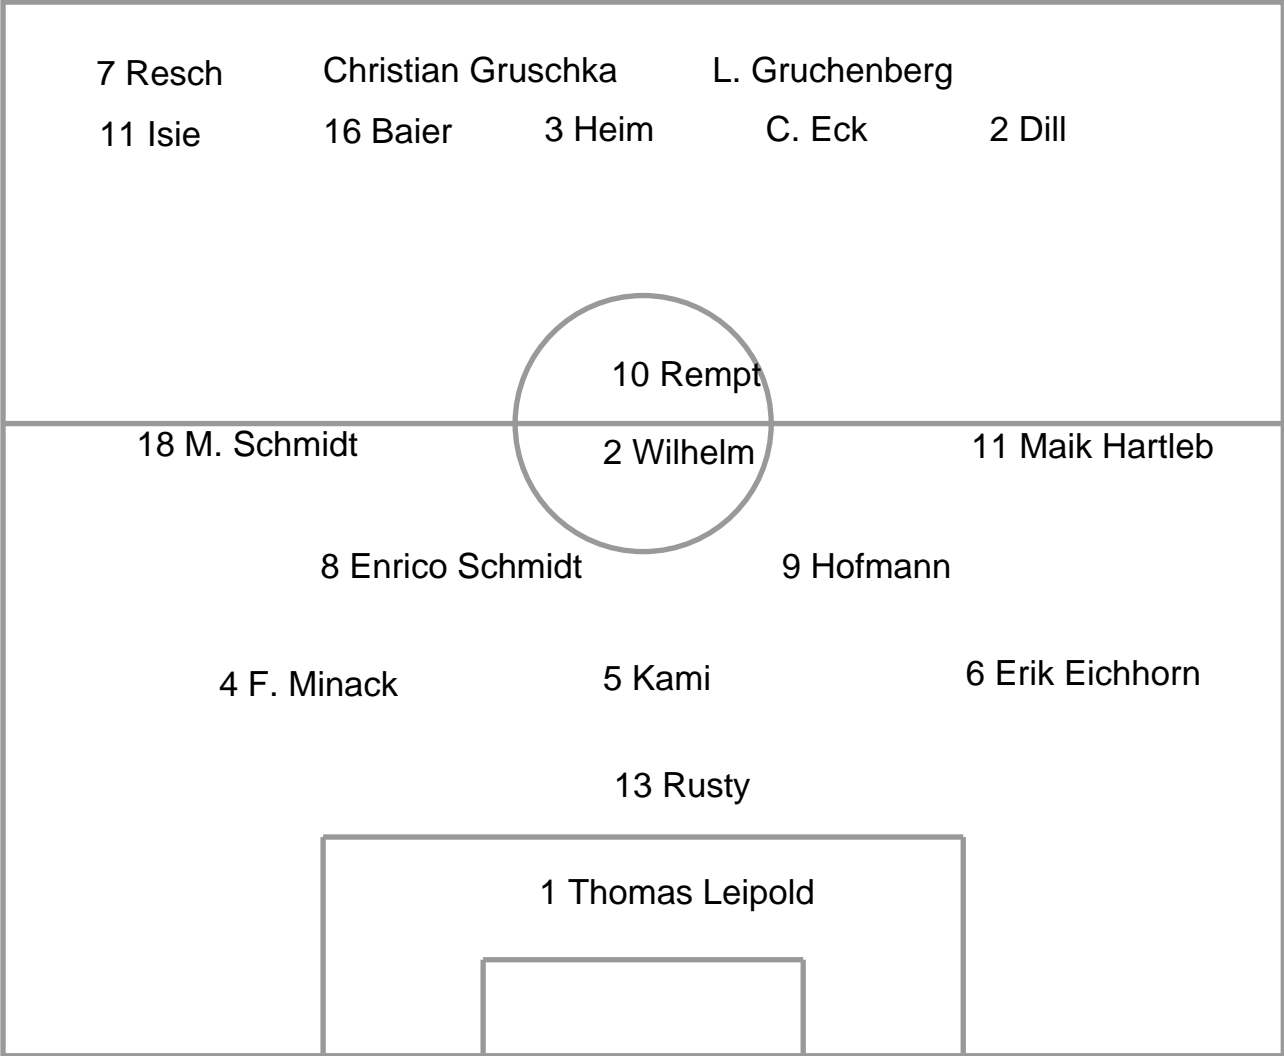 7 Resch Christian Gruschka L. Gruchenberg
11 Isie 16 Baier 3 Heim C. Eck 2 Dill
10 Rempt
18 M. Schmidt 2 Wilhelm 11 Maik Hartleb
8 Enrico Schmidt 9 Hofmann
4 F. Minack 5 Kami 6 Erik Eichhorn
13 Rusty
1 Thomas Leipold